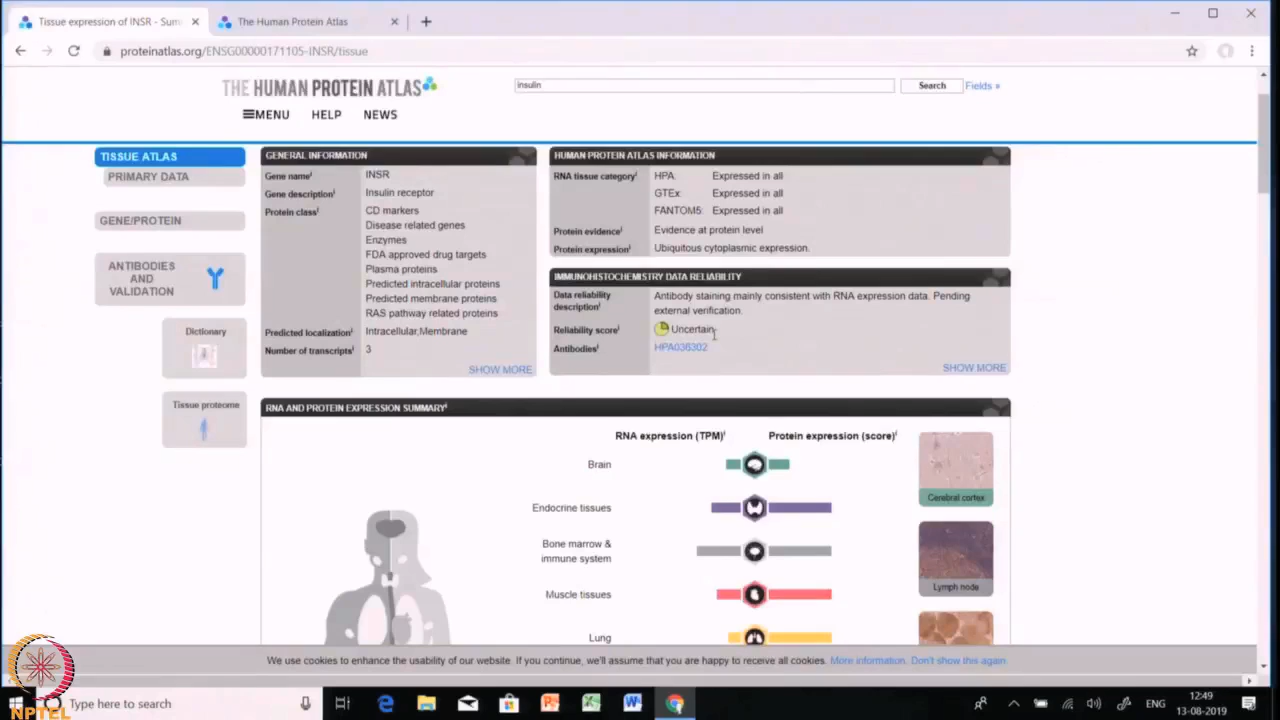 Tissue expression of INSR - Sum
The Human Protein Atlas
proteinatlas.org/ENSG00000171105-INSR/tissue
THE HUMAN PROTEIN ATLAS
insulin
Search
Fields »
MENU
HELP
NEWS
TISSUE ATLAS
PRIMARY DATA
GENE/PROTEIN
ANTIBODIES
AND
VALIDATION
Dictionary
Tissue proteome
GENERAL INFORMATION
Gene name INSR
Gene description Insulin receptor
Protein class CD markers
Disease related genes
Enzymes
FDA approved drug targets
Plasma proteins
Predicted intracellular proteins
Predicted membrane proteins
RAS pathway related proteins
Predicted localization Intracellular,Membrane
Number of transcripts 3
SHOW MORE
HUMAN PROTEIN ATLAS INFORMATION
RNA tissue category HPA: Expressed in all
GTEx: Expressed in all
FANTOM5: Expressed in all
Protein evidence Evidence at protein level
Protein expression Ubiquitous cytoplasmic expression.
IMMUNOHISTOCHEMISTRY DATA RELIABILITY
Data reliability description Antibody staining mainly consistent with RNA expression data. Pending
external verification.
Reliability score Uncertain
Antibodies HPA036302
SHOW MORE
RNA AND PROTEIN EXPRESSION SUMMARY
RNA expression (TPM) Protein expression (score)
Brain
Endocrine tissues
Bone marrow &
immune system
Muscle tissues
Lung
Cerebral cortex
Lymph node
We use cookies to enhance the usability of our website. If you continue, we'll assume that you are happy to receive all cookies. More information. Don't show this again.
Type here to search
ENG
12:49
13-08-2019
NPTEL